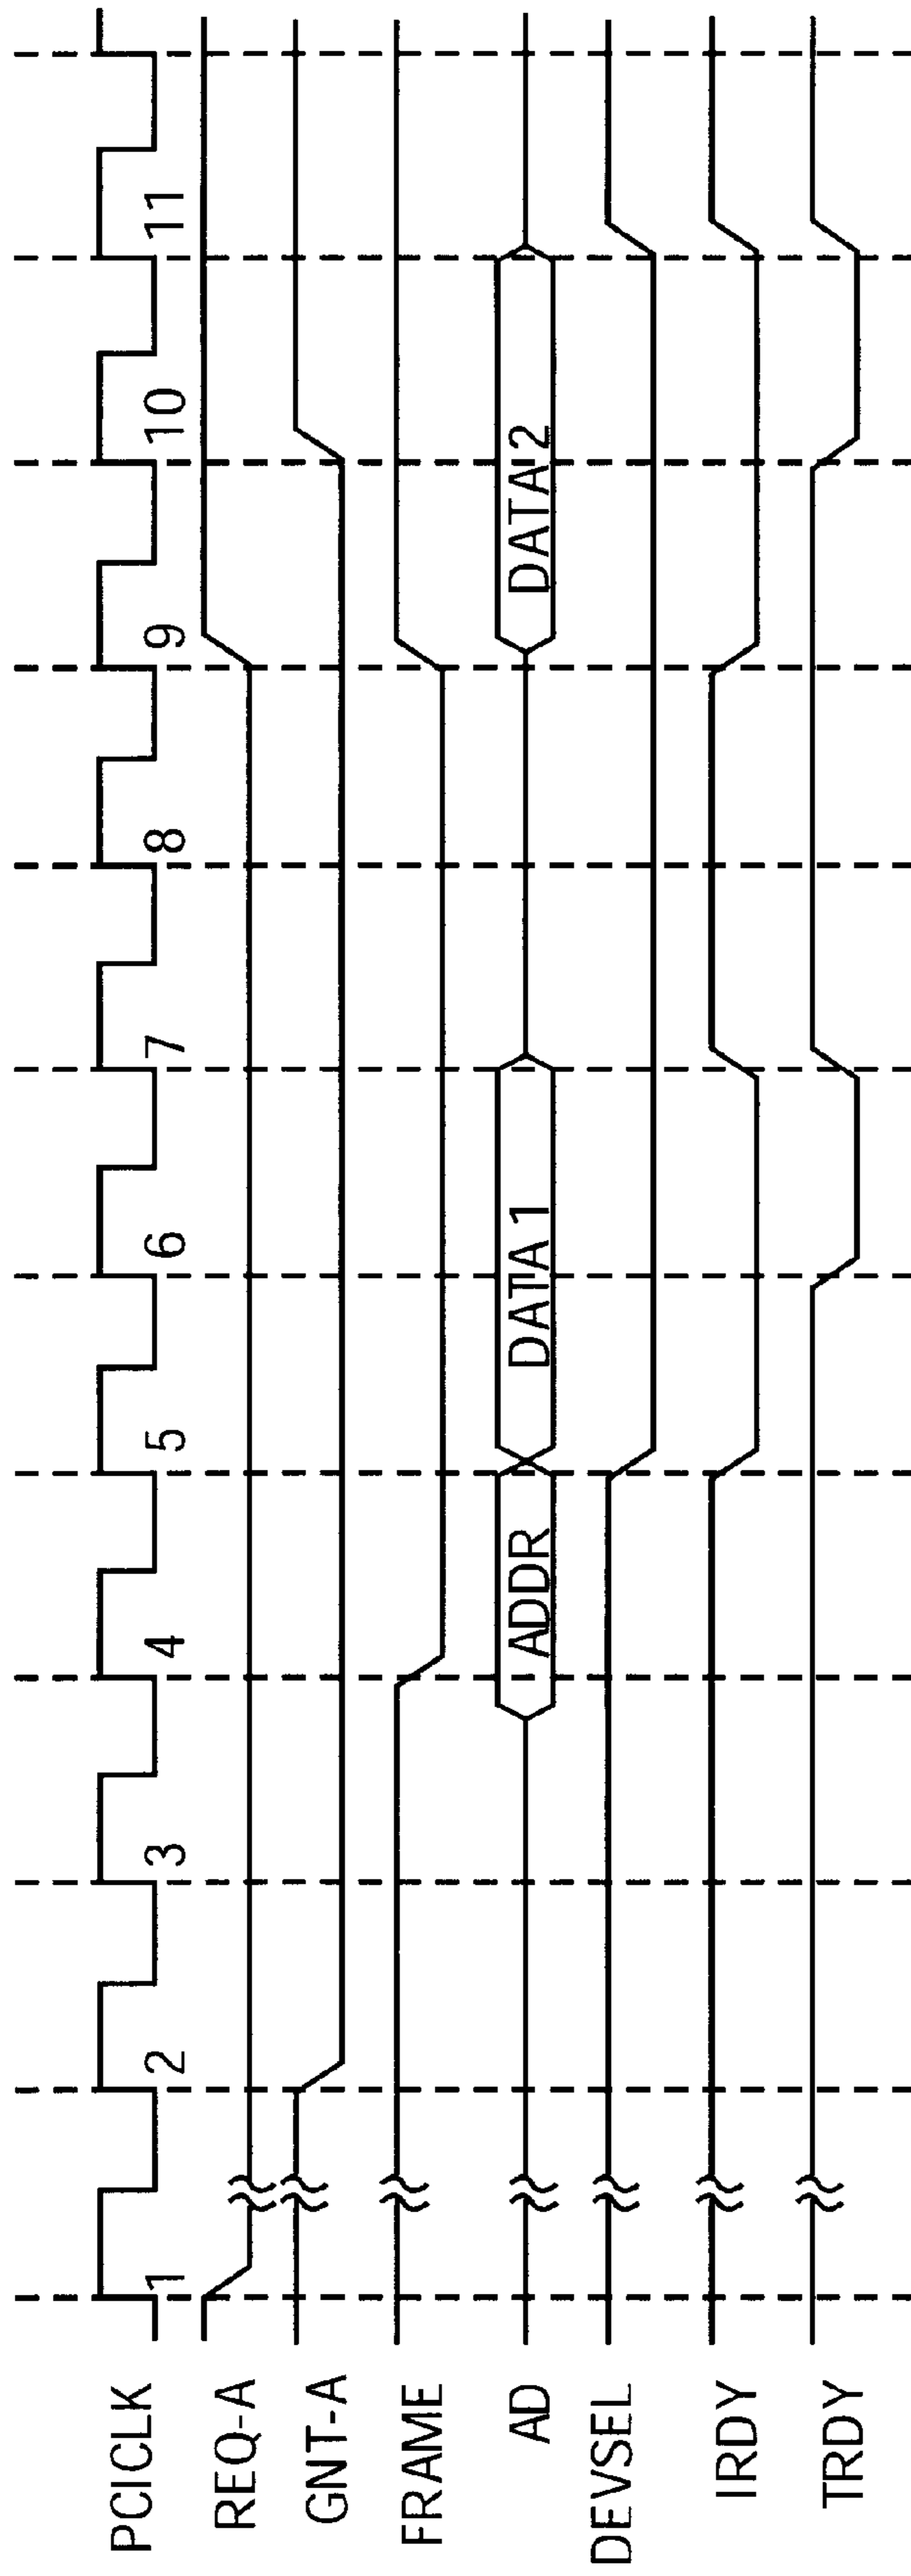 PCICLK
1 2 3 4 5 6 7 8 9 10 11
REQ-A
GNT-A
FRAME
AD ADDR DATA 1 DATA 2
DEVSEL
IRDY
TRDY